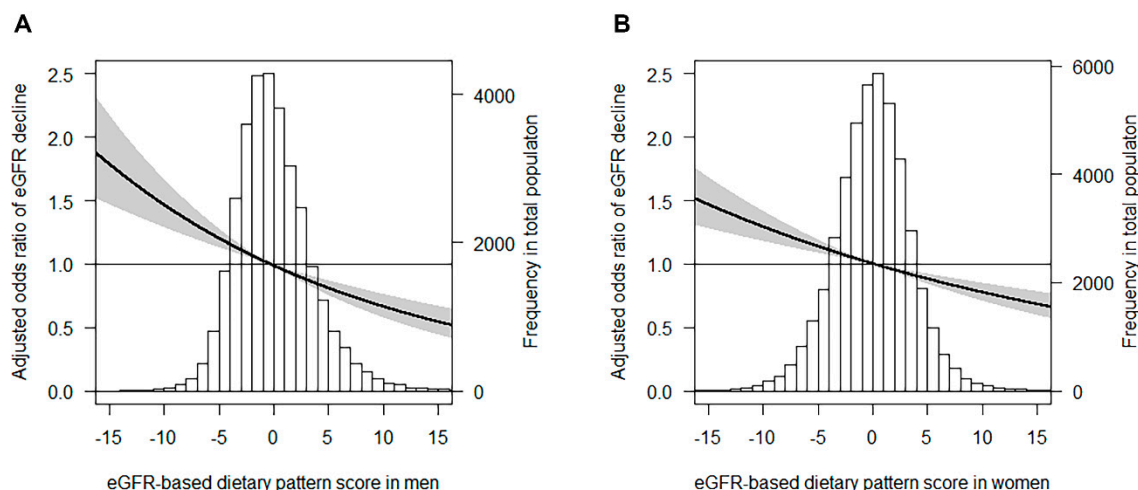 A
Adjusted odds ratio of eGFR decline
2.5
2.0
1.5
1.0
0.5
0.0
4000
2000
0
Frequency in total populaton
-15 -10 -5 0 5 10 15
eGFR-based dietary pattern score in men
B
Adjusted odds ratio of eGFR decline
2.5
2.0
1.5
1.0
0.5
0.0
6000
4000
2000
0
Frequency in total populaton
-15 -10 -5 0 5 10 15
eGFR-based dietary pattern score in women